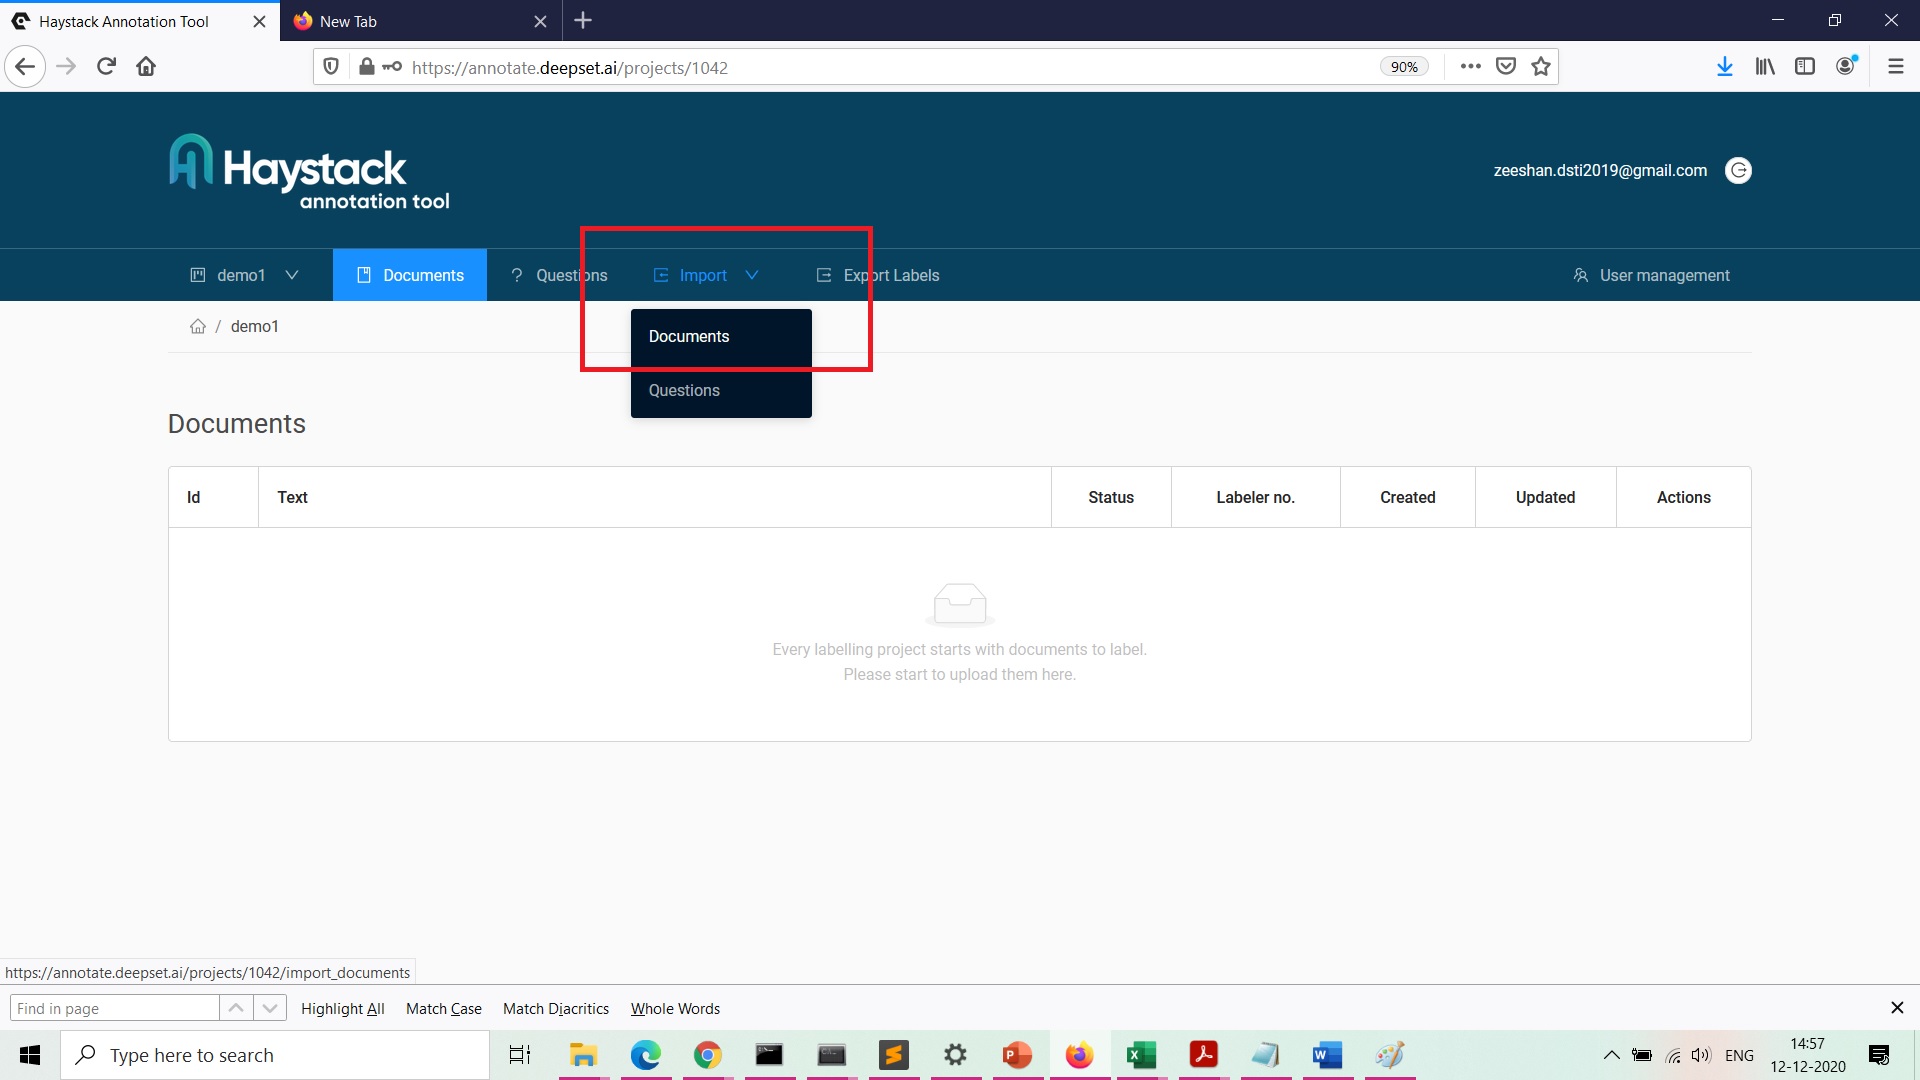 Haystack Annotation Tool
New Tab
https://annotate.deepset.ai/projects/1042
90%
Haystack
annotation tool
zeeshan.dsti2019@gmail.com
demo1
Documents
? Questions
Import
Export Labels
User management
/ demo1
Documents
Questions
Documents
Id Text Status Labeler no. Created Updated Actions
Every labelling project starts with documents to label.
Please start to upload them here.
https://annotate.deepset.ai/projects/1042/import_documents
Find in page Highlight All Match Case Match Diacritics Whole Words
Type here to search
ENG
14:57
12-12-2020